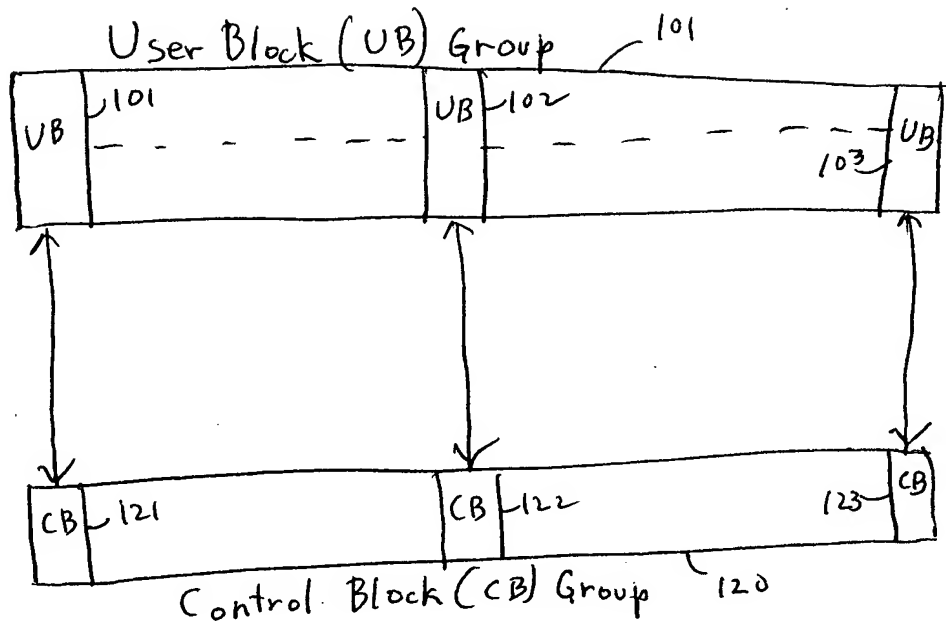 User Block (UB) Group 101
UB 101 UB 102 103 UB
CB 121 CB 122 123 CB
Control Block (CB) Group 120